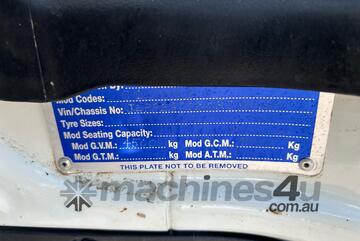 Mod Codes:
Vin/Chassis No:
Tyre Sizes:
Mod Seating Capacity:
Mod G.V.M.: kg Mod G.C.M.: Kg
Mod G.T.M.: kg Mod A.T.M.: Kg
THIS PLATE NOT TO BE REMOVED
machines4u
.com.au